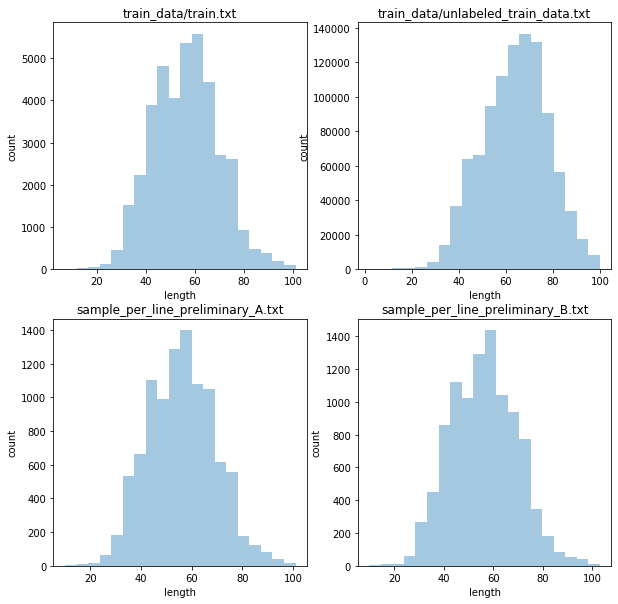 train_data/train.txt
5000
4000
3000
2000
1000
0
count
20 40 60 80 100
length
train_data/unlabeled_train_data.txt
140000
120000
100000
80000
60000
40000
20000
0
count
0 20 40 60 80 100
length
sample_per_line_preliminary_A.txt
1400
1200
1000
800
600
400
200
0
count
20 40 60 80 100
length
sample_per_line_preliminary_B.txt
1400
1200
1000
800
600
400
200
0
count
20 40 60 80 100
length